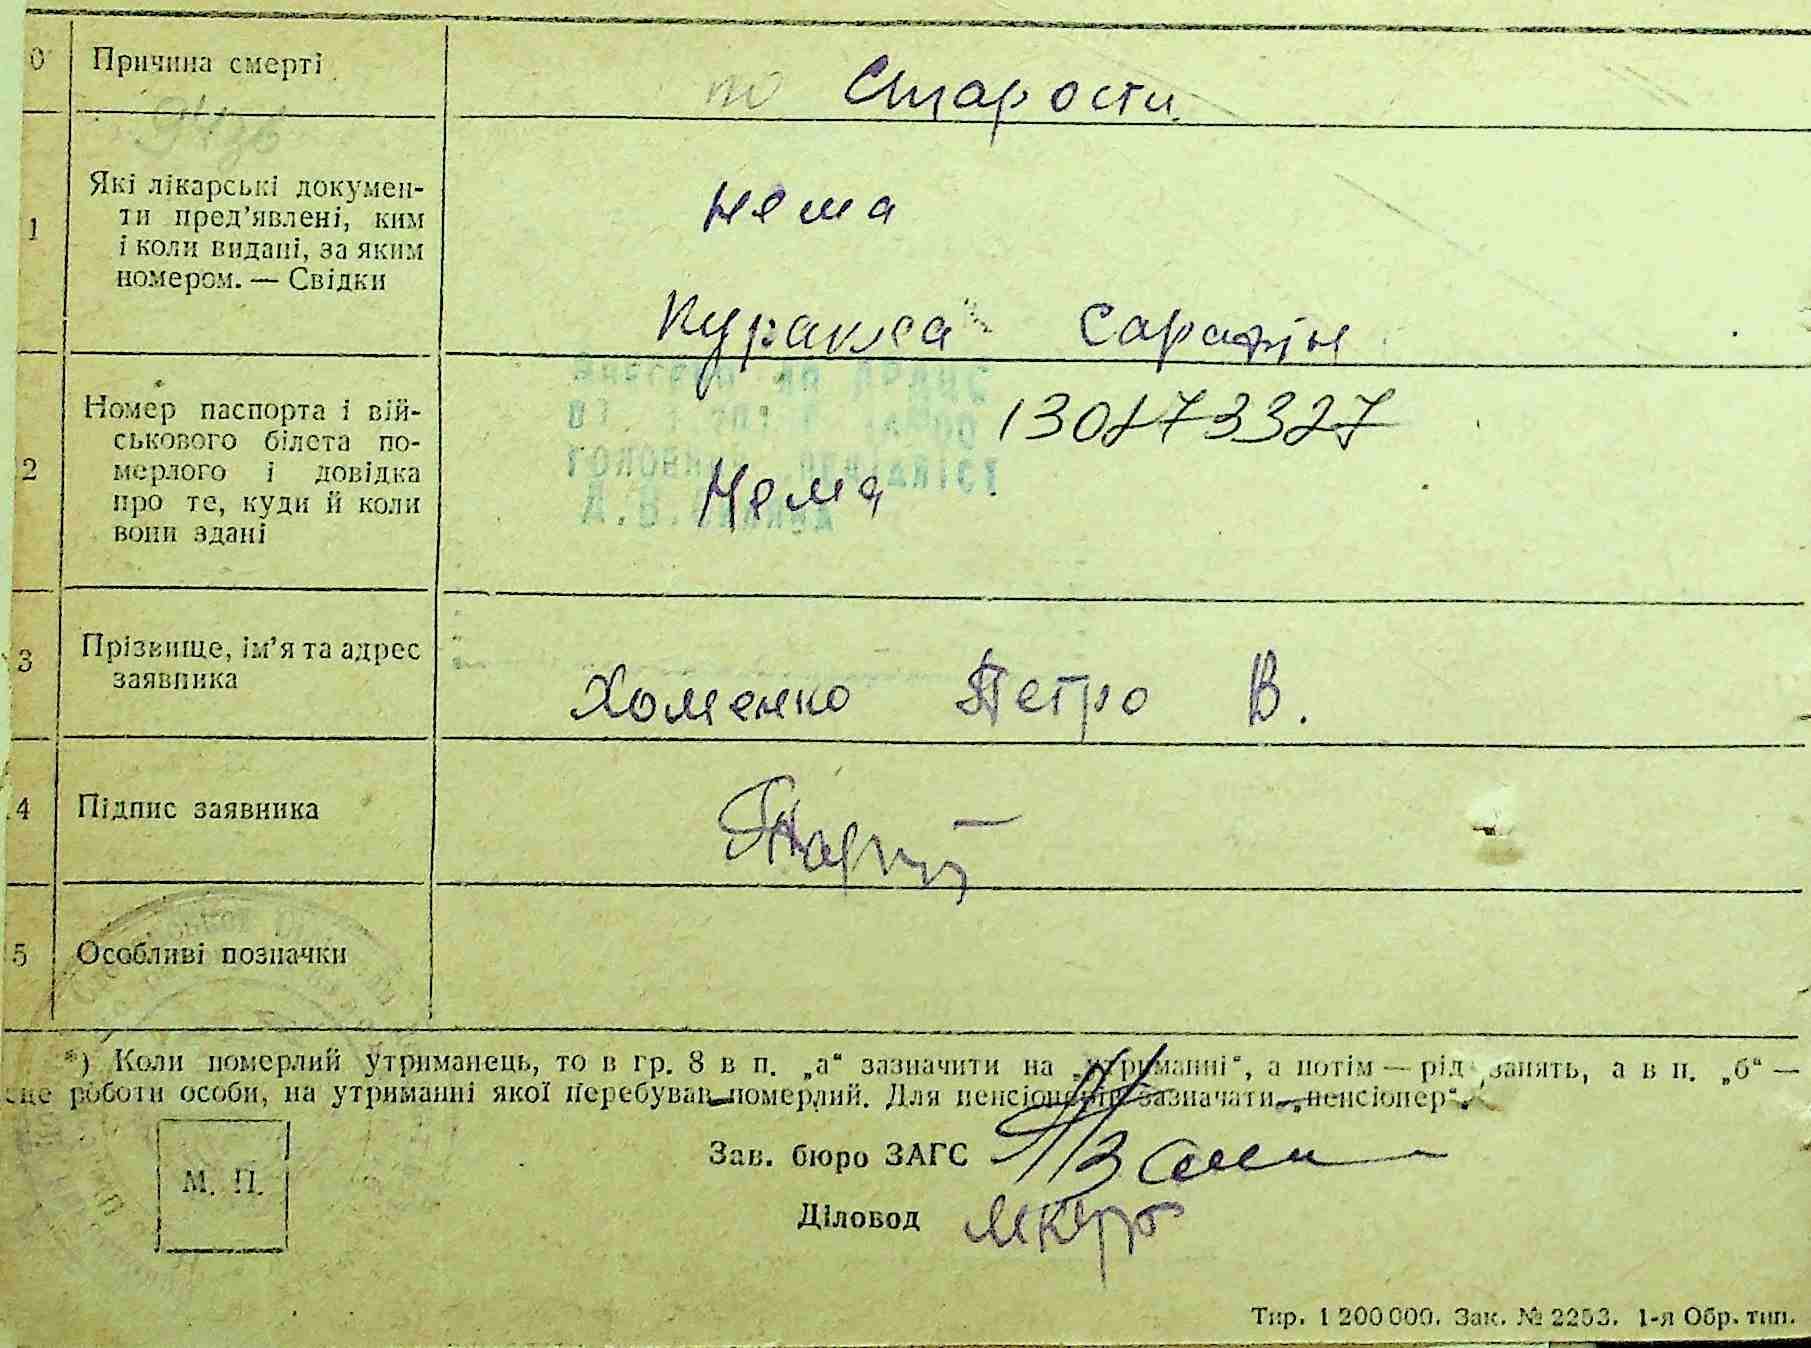 0 Причина смерті по Старости
1 Які лікарські докумен-
ти пред'явлені, ким
і коли видані, за яким
номером. — Свідки
нема
Куракса Сарафін
2 Номер паспорта і вій-
ськового білета по-
мерлого і довідка
про те, куди й коли
вони здані
Нема
3 Прізвище, ім'я та адрес
заявника
Хоменко Петро В.
4 Підпис заявника
5 Особливі позначки
*) Коли померлий утриманець, то в гр. 8 в п. „а“ зазначити на „утриманні“, а потім — рід занять, а в п. „б“ —
сце роботи особи, на утриманні якої перебував померлий. Для пенсіонерів зазначати „пенсіонер“.
М. П.
Зав. бюро ЗАГС
Діловод
Тир. 1 200 000. Зак. № 2253. 1-я Обр. тип.